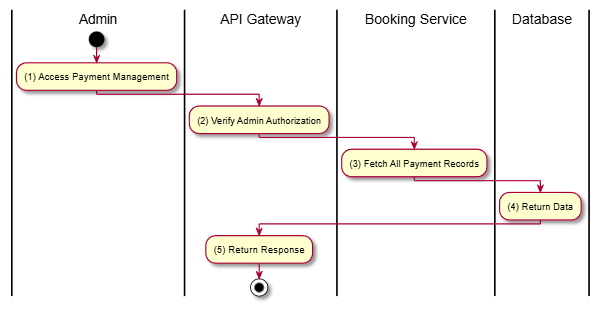 Admin
API Gateway
Booking Service
Database
(1) Access Payment Management
(2) Verify Admin Authorization
(3) Fetch All Payment Records
(4) Return Data
(5) Return Response